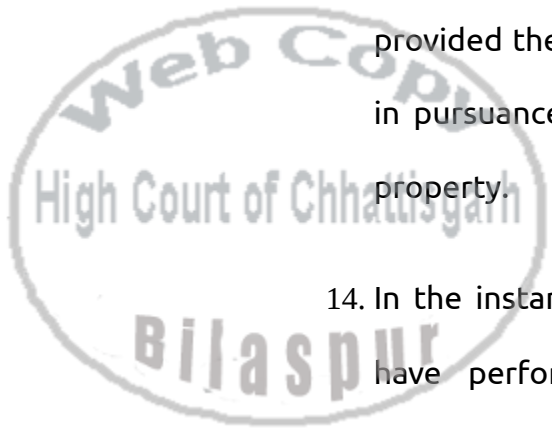 Web Copy
High Court of Chhattisgarh
Bilaspur
provided the
in pursuance
property.
14. In the
have